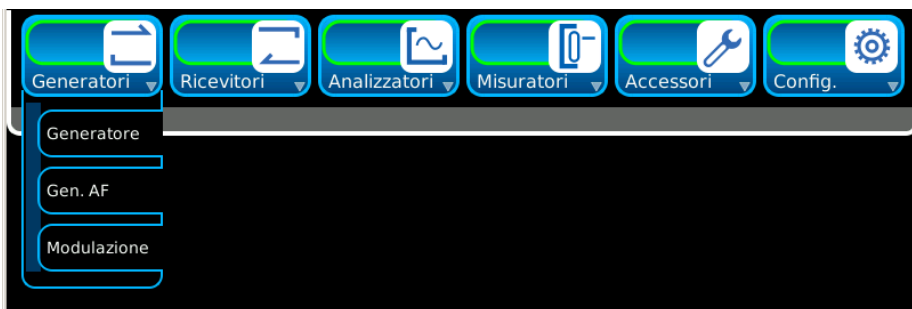 Generatori
Ricevitori
Analizzatori
Misuratori
Accessori
Config.
Generatore
Gen. AF
Modulazione